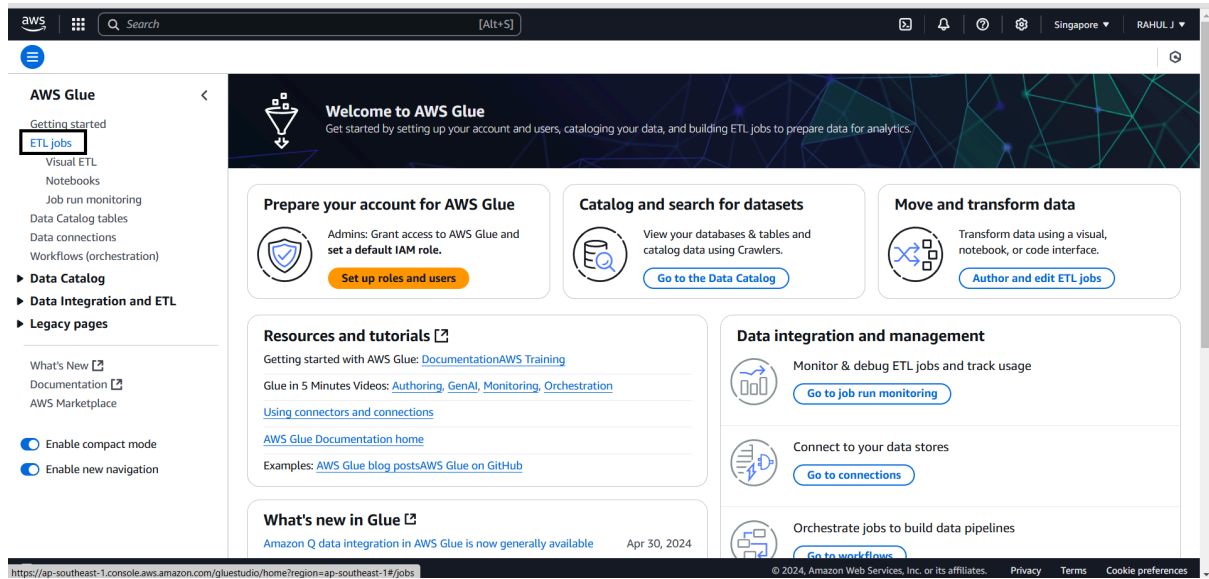 aws
Search [Alt+S] Singapore ▼ RAHUL J ▼
AWS Glue
Getting started
ETL jobs
Visual ETL
Notebooks
Job run monitoring
Data Catalog tables
Data connections
Workflows (orchestration)
Data Catalog
Data Integration and ETL
Legacy pages
What's New
Documentation
AWS Marketplace
Enable compact mode
Enable new navigation
Welcome to AWS Glue
Get started by setting up your account and users, cataloging your data, and building ETL jobs to prepare data for analytics.
Prepare your account for AWS Glue
Admins: Grant access to AWS Glue and
set a default IAM role.
Set up roles and users
Catalog and search for datasets
View your databases & tables and
catalog data using Crawlers.
Go to the Data Catalog
Move and transform data
Transform data using a visual,
notebook, or code interface.
Author and edit ETL jobs
Resources and tutorials
Getting started with AWS Glue: DocumentationAWS Training
Glue in 5 Minutes Videos: Authoring, GenAI, Monitoring, Orchestration
Using connectors and connections
AWS Glue Documentation home
Examples: AWS Glue blog postsAWS Glue on GitHub
What's new in Glue
Amazon Q data integration in AWS Glue is now generally available Apr 30, 2024
Data integration and management
Monitor & debug ETL jobs and track usage
Go to job run monitoring
Connect to your data stores
Go to connections
Orchestrate jobs to build data pipelines
Go to workflows
https://ap-southeast-1.console.aws.amazon.com/gluestudio/home?region=ap-southeast-1#/jobs
© 2024, Amazon Web Services, Inc. or its affiliates. Privacy Terms Cookie preferences